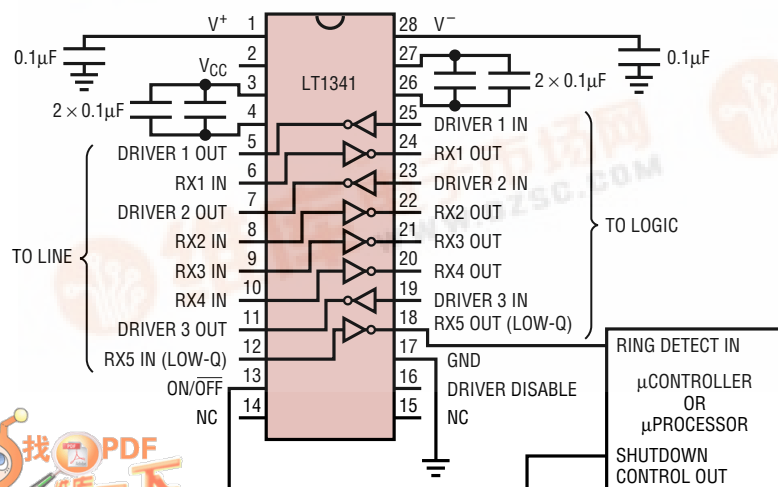 V+ 1 28 V−
0.1µF 2 27 0.1µF
VCC LT1341
3 26 2 × 0.1µF
2 × 0.1µF 4 25 DRIVER 1 IN
DRIVER 1 OUT 5 24 RX1 OUT
RX1 IN 6 23 DRIVER 2 IN
DRIVER 2 OUT 7 22 RX2 OUT
TO LOGIC
RX2 IN 8 21 RX3 OUT
TO LINE
RX3 IN 9 20 RX4 OUT
RX4 IN 10 19 DRIVER 3 IN
DRIVER 3 OUT 11 18 RX5 OUT (LOW-Q)
RX5 IN (LOW-Q) 12 17 GND
RING DETECT IN
ON/OFF 13 16 DRIVER DISABLE
NC 14 15 NC
µCONTROLLER
OR
µPROCESSOR
SHUTDOWN
CONTROL OUT
找 PDF